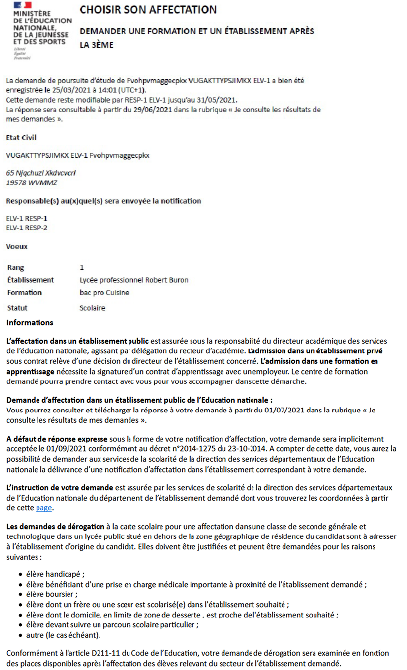 MINISTÈRE
DE L'ÉDUCATION
NATIONALE,
DE LA JEUNESSE
ET DES SPORTS
Liberté
Égalité
Fraternité
CHOISIR SON AFFECTATION
DEMANDER UNE FORMATION ET UN ÉTABLISSEMENT APRÈS
LA 3ÈME
La demande de poursuite d'étude de Fvohpvmaggecpkx VUGAKTTYPSJIMKX ELV-1 a bien été
enregistrée le 25/03/2021 à 14:01 (UTC+1).
Cette demande reste modifiable par RESP-1 ELV-1 jusqu'au 31/05/2021.
La réponse sera consultable à partir du 29/06/2021 dans la rubrique « Je consulte les résultats de
mes demandes ».
Etat Civil
VUGAKTTYPSJIMKX ELV-1 Fvohpvmaggecpkx
65 Njqchuzl Xkdvcvcrl
19578 WVMMZ
Responsable(s) au(x)quel(s) sera envoyée la notification
ELV-1 RESP-1
ELV-1 RESP-2
Voeux
Rang 1
Établissement Lycée professionnel Robert Buron
Formation bac pro Cuisine
Statut Scolaire
Informations
L'affectation dans un établissement public est assurée sous la responsabilité du directeur académique des services
de l'éducation nationale, agissant par délégation du recteur d'académie. L'admission dans un établissement privé
sous contrat relève d'une décision du directeur de l'établissement concerné. L'admission dans une formation en
apprentissage nécessite la signature d'un contrat d'apprentissage avec un employeur. Le centre de formation
demandé pourra prendre contact avec vous pour vous accompagner dans cette démarche.
Demande d'affectation dans un établissement public de l'Education nationale :
Vous pourrez consulter et télécharger la réponse à votre demande à partir du 01/07/2021 dans la rubrique « Je
consulte les résultats de mes demandes ».
A défaut de réponse expresse sous la forme de votre notification d'affectation, votre demande sera implicitement
acceptée le 01/09/2021 conformément au décret n°2014-1275 du 23-10-2014. A compter de cette date, vous aurez la
possibilité de demander aux services de la scolarité de la direction des services départementaux de l'Education
nationale la délivrance d'une notification d'affectation dans l'établissement correspondant à votre demande.
L'instruction de votre demande est assurée par les services de scolarité de la direction des services départementaux
de l'Education nationale du département de l'établissement demandé dont vous trouverez les coordonnées à partir
de cette page.
Les demandes de dérogation à la carte scolaire pour une affectation dans une classe de seconde générale et
technologique dans un lycée public situé en dehors de la zone géographique de résidence du candidat sont à adresser
à l'établissement d'origine du candidat. Elles doivent être justifiées et peuvent être demandées pour les raisons
suivantes :
• élève handicapé ;
• élève bénéficiant d'une prise en charge médicale importante à proximité de l'établissement demandé ;
• élève boursier ;
• élève dont un frère ou une sœur est scolarisé(e) dans l'établissement souhaité ;
• élève dont le domicile, en limite de zone de desserte, est proche de l'établissement souhaité ;
• élève devant suivre un parcours scolaire particulier ;
• autre (le cas échéant).
Conformément à l'article D211-11 du Code de l'Education, votre demande de dérogation sera examinée en fonction
des places disponibles après l'affectation des élèves relevant du secteur de l'établissement demandé.